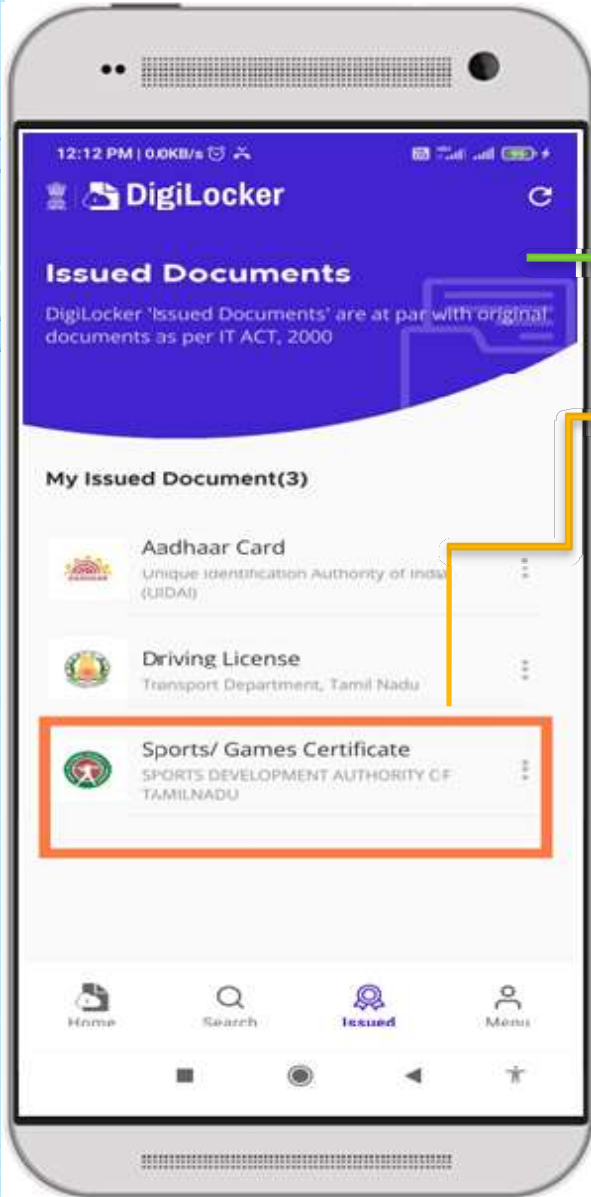 12:12 PM | 0.0KB/s
DigiLocker
Issued Documents
DigiLocker 'Issued Documents' are at par with original
documents as per IT ACT, 2000
My Issued Document(3)
Aadhaar Card
Unique Identification Authority of India
(UIDAI)
Driving License
Transport Department, Tamil Nadu
Sports/ Games Certificate
SPORTS DEVELOPMENT AUTHORITY OF
TAMILNADU
Home
Search
Issued
Menu